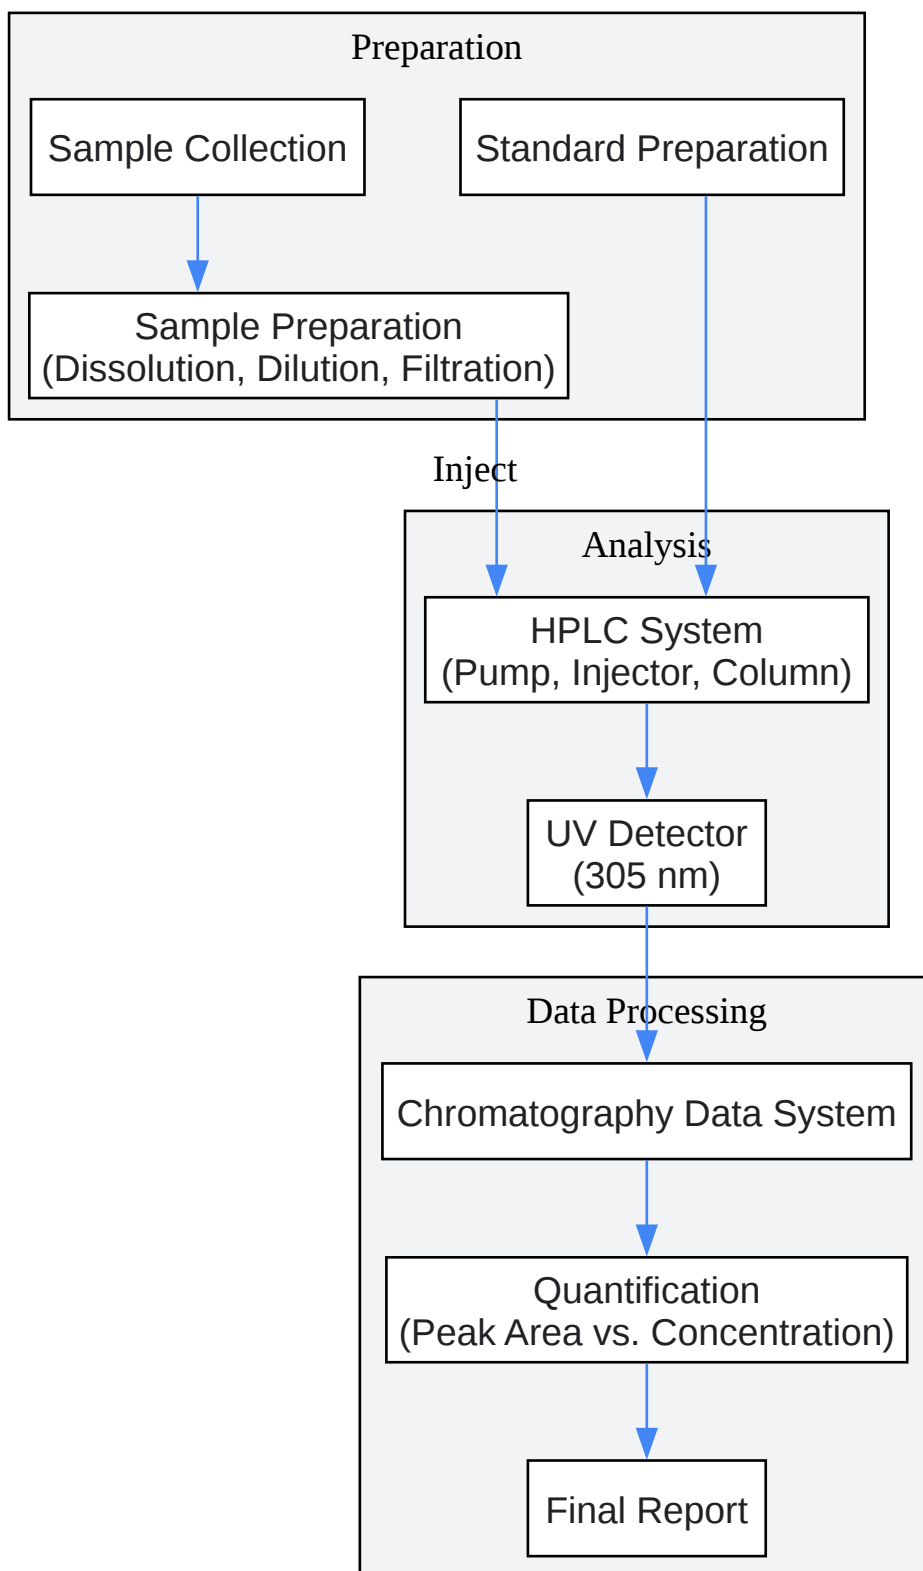 Preparation
Sample Collection
Standard Preparation
Sample Preparation
(Dissolution, Dilution, Filtration)
Inject
Analysis
HPLC System
(Pump, Injector, Column)
UV Detector
(305 nm)
Data Processing
Chromatography Data System
Quantification
(Peak Area vs. Concentration)
Final Report